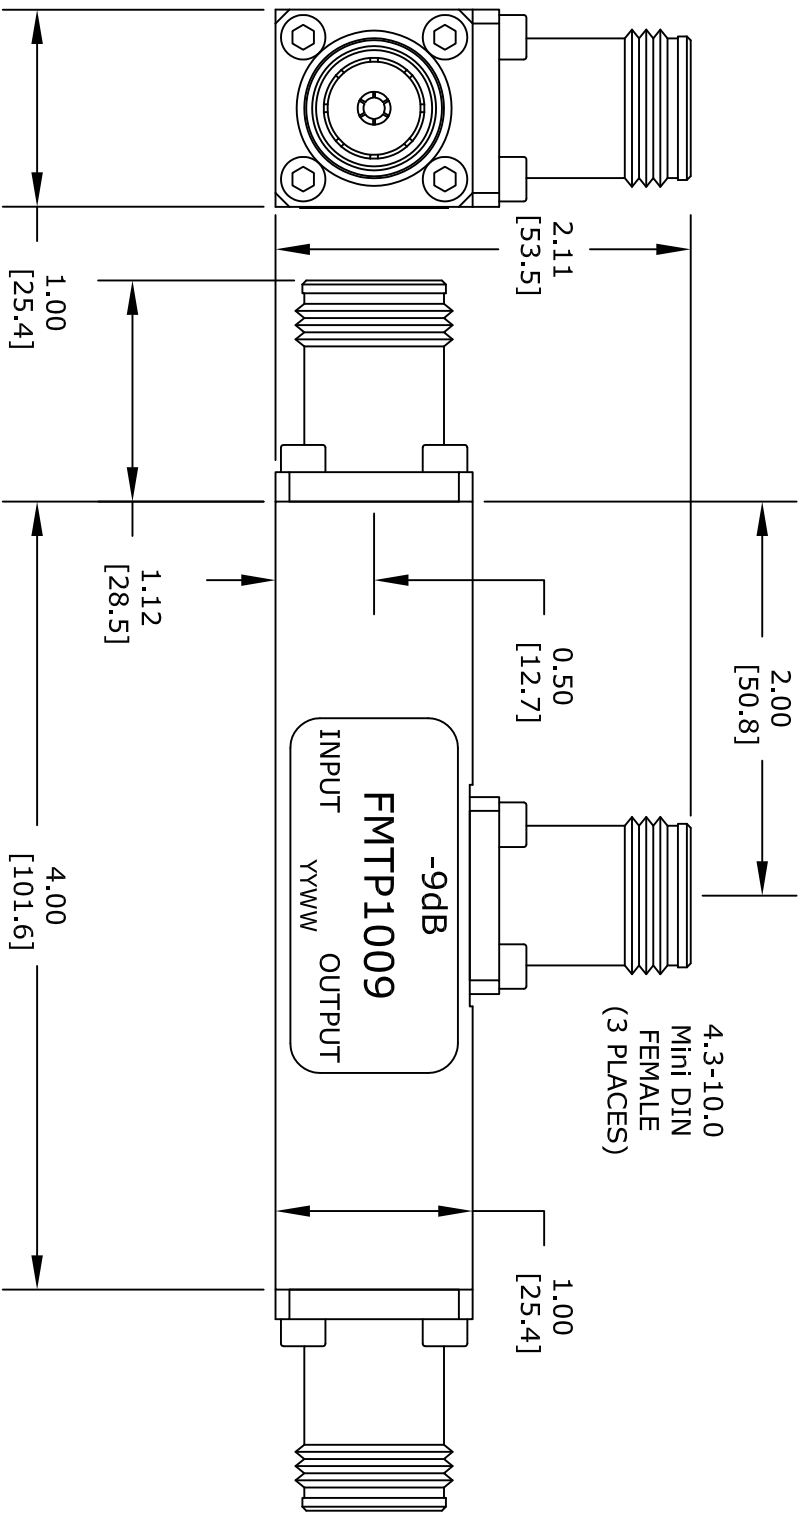 1.00
[25.4]
2.11
[53.5]
1.12
[28.5]
0.50
[12.7]
2.00
[50.8]
4.3-10.0
Mini DIN
FEMALE
(3 PLACES)
-9dB
FMTP1009
INPUT
OUTPUT
YYWW
4.00
[101.6]
1.00
[25.4]